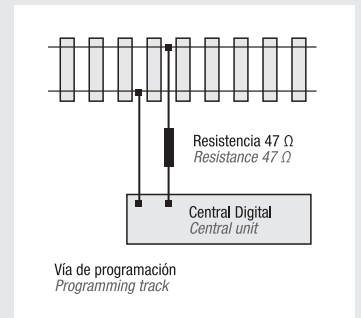 Resistencia 47 Ω
Resistance 47 Ω
Central Digital
Central unit
Vía de programación
Programming track